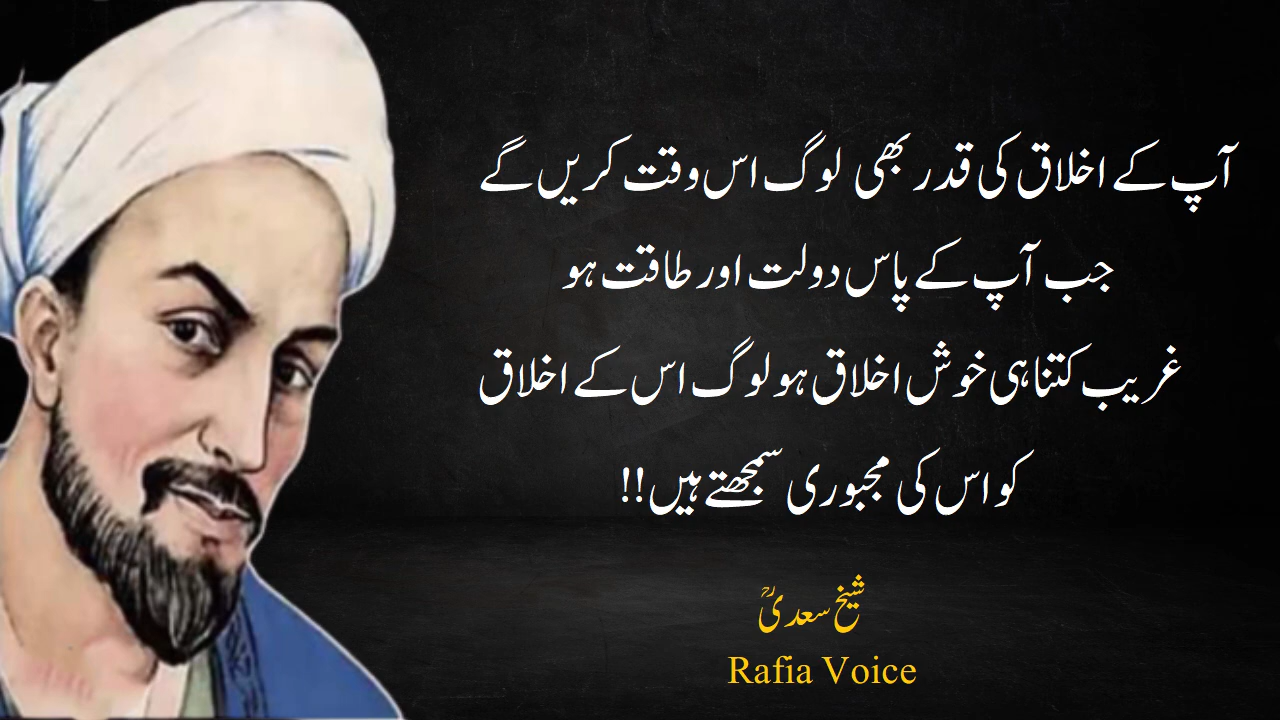 آپ کے اخلاق کی قدر بھی لوگ اس وقت کریں گے
جب آپ کے پاس دولت اور طاقت ہو
غریب کتنا ہی خوش اخلاق ہو لوگ اس کے اخلاق
کو اس کی مجبوری سمجھتے ہیں!!
شیخ سعدیؒ
Rafia Voice